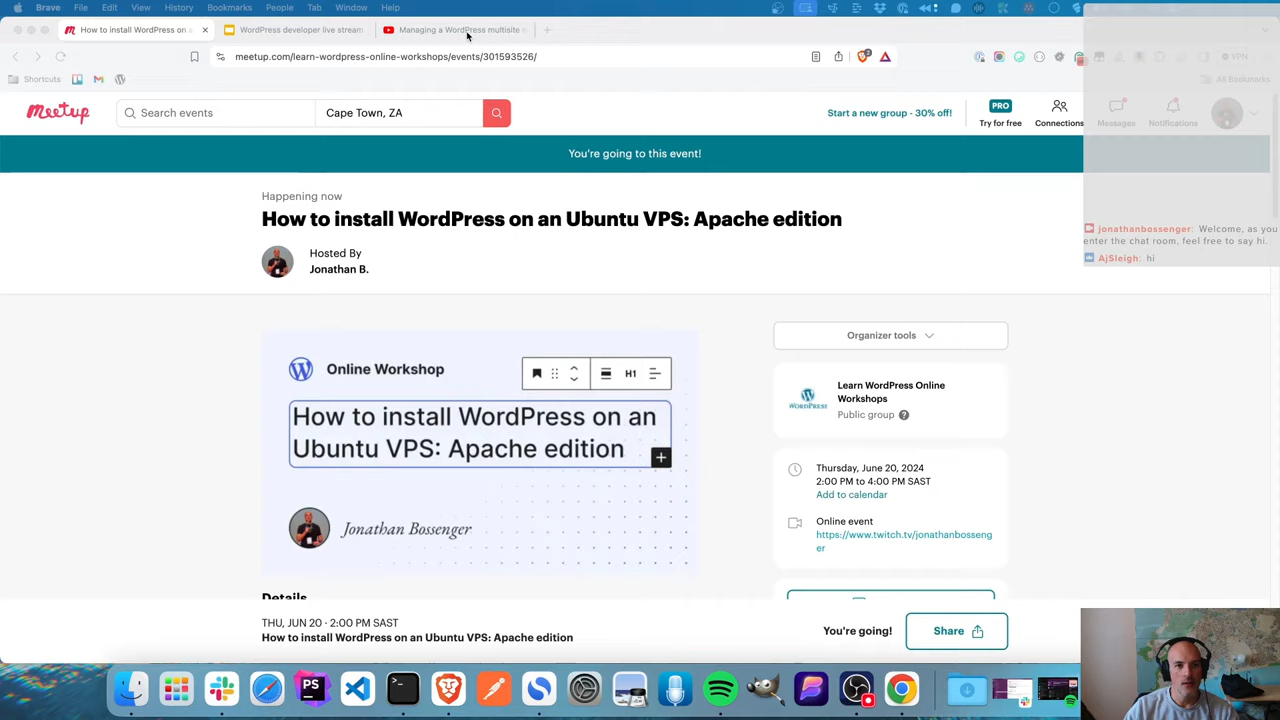 Brave
File
Edit
View
History
Bookmarks
People
Tab
Window
Help
How to install WordPress on a
WordPress developer live stream
Managing a WordPress multisite
meetup.com/learn-wordpress-online-workshops/events/301593526/
2
VPN
Shortcuts
All Bookmarks
Meetup
Search events
Cape Town, ZA
Start a new group - 30% off!
PRO
Try for free
Connections
Messages
Notifications
You're going to this event!
Happening now
How to install WordPress on an Ubuntu VPS: Apache edition
Hosted By
Jonathan B.
jonathanbossenger: Welcome, as you
enter the chat room, feel free to say hi.
AjSleigh: hi
Online Workshop
H1
How to install WordPress on an
Ubuntu VPS: Apache edition
Jonathan Bossenger
Organizer tools
WORDPRESS
Learn WordPress Online
Workshops
Public group
Thursday, June 20, 2024
2:00 PM to 4:00 PM SAST
Add to calendar
Online event
https://www.twitch.tv/jonathanbosseng
er
Details
THU, JUN 20 · 2:00 PM SAST
How to install WordPress on an Ubuntu VPS: Apache edition
You're going!
Share
PS